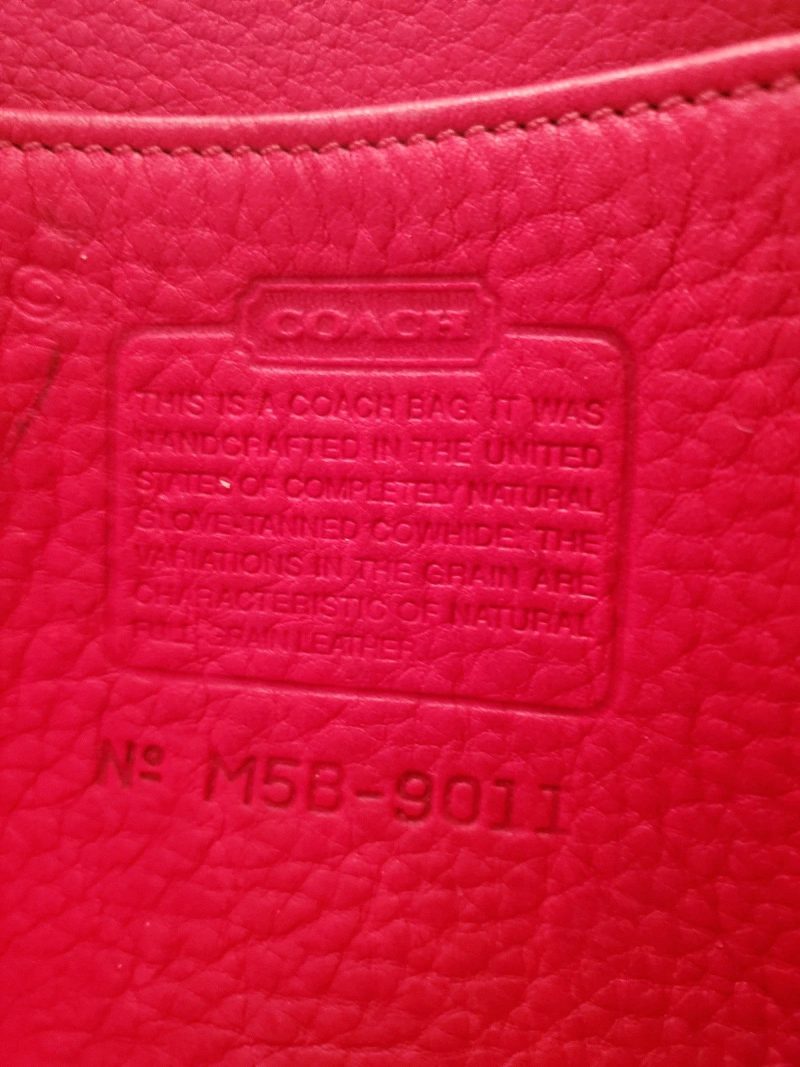 ©
COACH
THIS IS A COACH BAG. IT WAS
HANDCRAFTED IN THE UNITED
STATES OF COMPLETELY NATURAL
GLOVE-TANNED COWHIDE. THE
VARIATIONS IN THE GRAIN ARE
CHARACTERISTIC OF NATURAL
FULL GRAIN LEATHER.
Nº M5B-9011